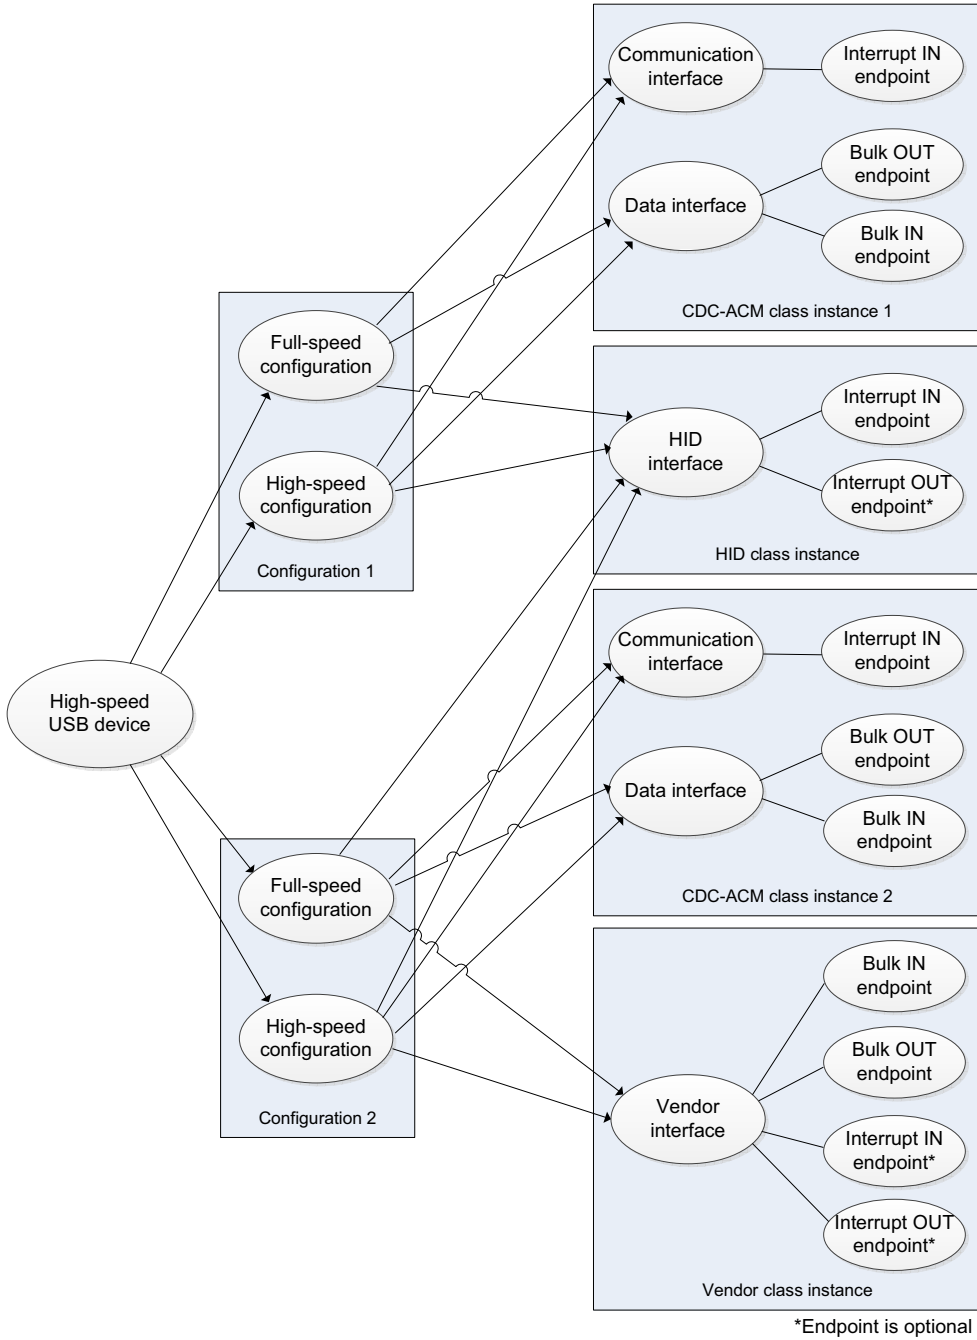 Communication
interface
Interrupt IN
endpoint
Bulk OUT
endpoint
Data interface
Bulk IN
endpoint
CDC-ACM class instance 1
Full-speed
configuration
High-speed
configuration
Configuration 1
HID
interface
Interrupt IN
endpoint
Interrupt OUT
endpoint*
HID class instance
High-speed
USB device
Communication
interface
Interrupt IN
endpoint
Bulk OUT
endpoint
Data interface
Bulk IN
endpoint
CDC-ACM class instance 2
Full-speed
configuration
High-speed
configuration
Configuration 2
Bulk IN
endpoint
Bulk OUT
endpoint
Vendor
interface
Interrupt IN
endpoint*
Interrupt OUT
endpoint*
Vendor class instance
*Endpoint is optional